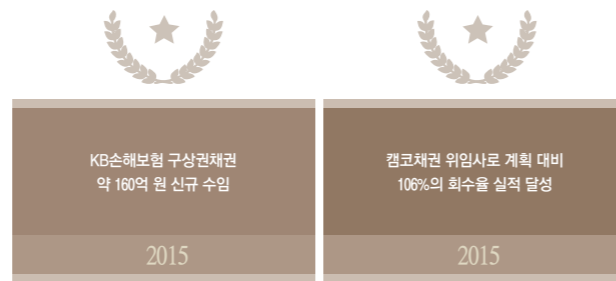 KB손해보험 구상권채권
약 160억 원 신규 수임
2015
캠코채권 위임사로 계획 대비
106%의 회수율 실적 달성
2015